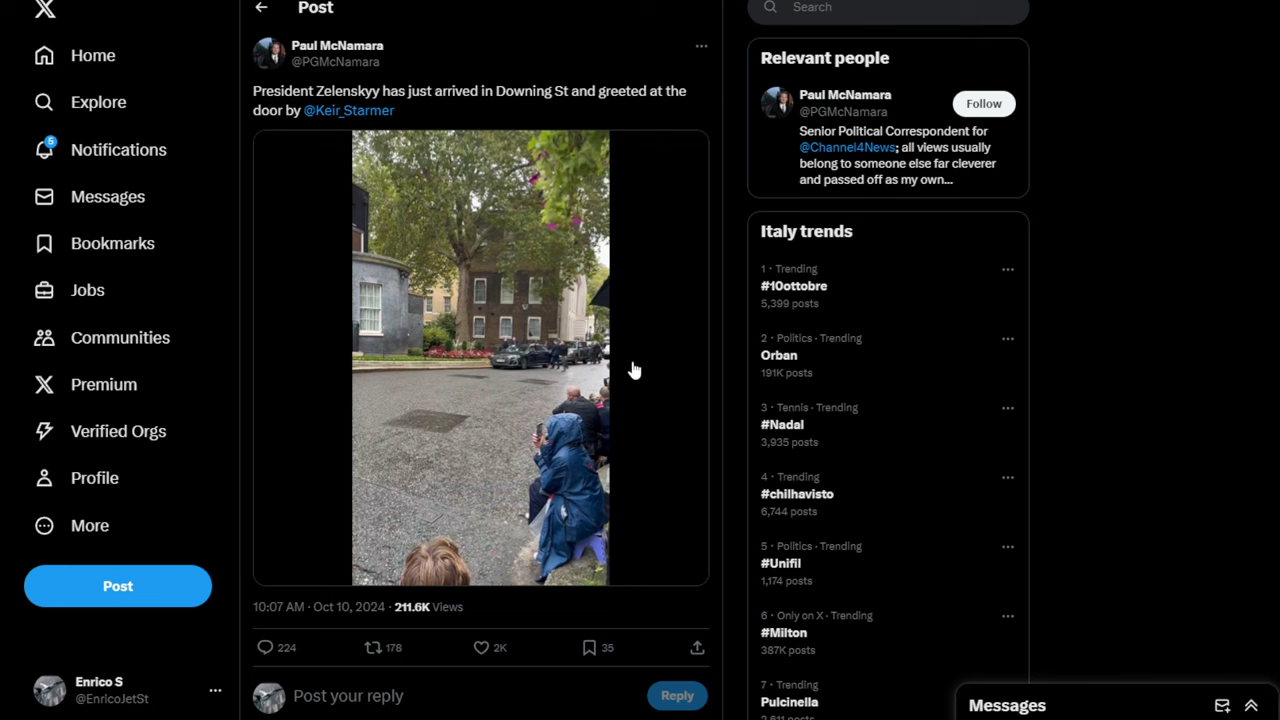 Home
Explore
5
Notifications
Messages
Bookmarks
Jobs
Communities
Premium
Verified Orgs
Profile
More
Post
Enrico S
@EnricoJetSt
Post
Paul McNamara
@PGMcNamara
President Zelenskyy has just arrived in Downing St and greeted at the
door by @Keir_Starmer
10:07 AM · Oct 10, 2024 · 211.6K Views
224 178 2K 35
Post your reply
Reply
Search
Relevant people
Paul McNamara
@PGMcNamara
Follow
Senior Political Correspondent for
@Channel4News; all views usually
belong to someone else far cleverer
and passed off as my own...
Italy trends
1 · Trending
#10ottobre
5,399 posts
2 · Politics · Trending
Orban
191K posts
3 · Tennis · Trending
#Nadal
3,935 posts
4 · Trending
#chilhavisto
6,744 posts
5 · Politics · Trending
#Unifil
1,174 posts
6 · Only on X · Trending
#Milton
387K posts
7 · Trending
Pulcinella
posts
Messages